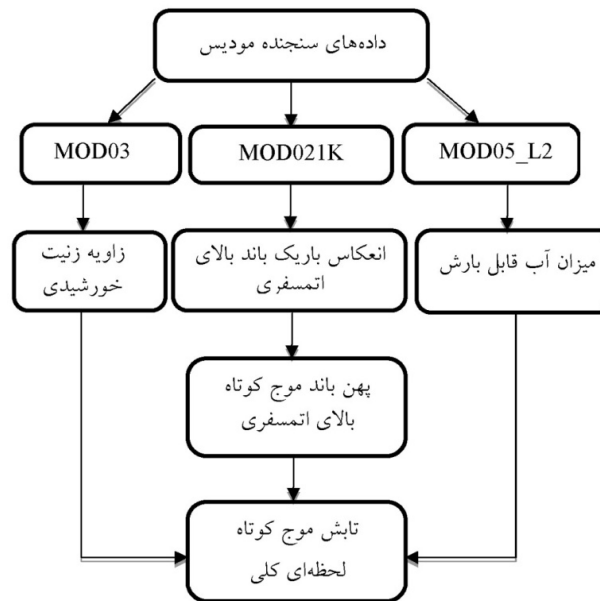 داده‌های سنجنده مودیس
MOD03
MOD021K
MOD05_L2
زاویه زنیت
خورشیدی
انعکاس باریک باند بالای
اتمسفری
میزان آب قابل بارش
پهن باند موج کوتاه
بالای اتمسفری
تابش موج کوتاه
لحظه‌ای کلی